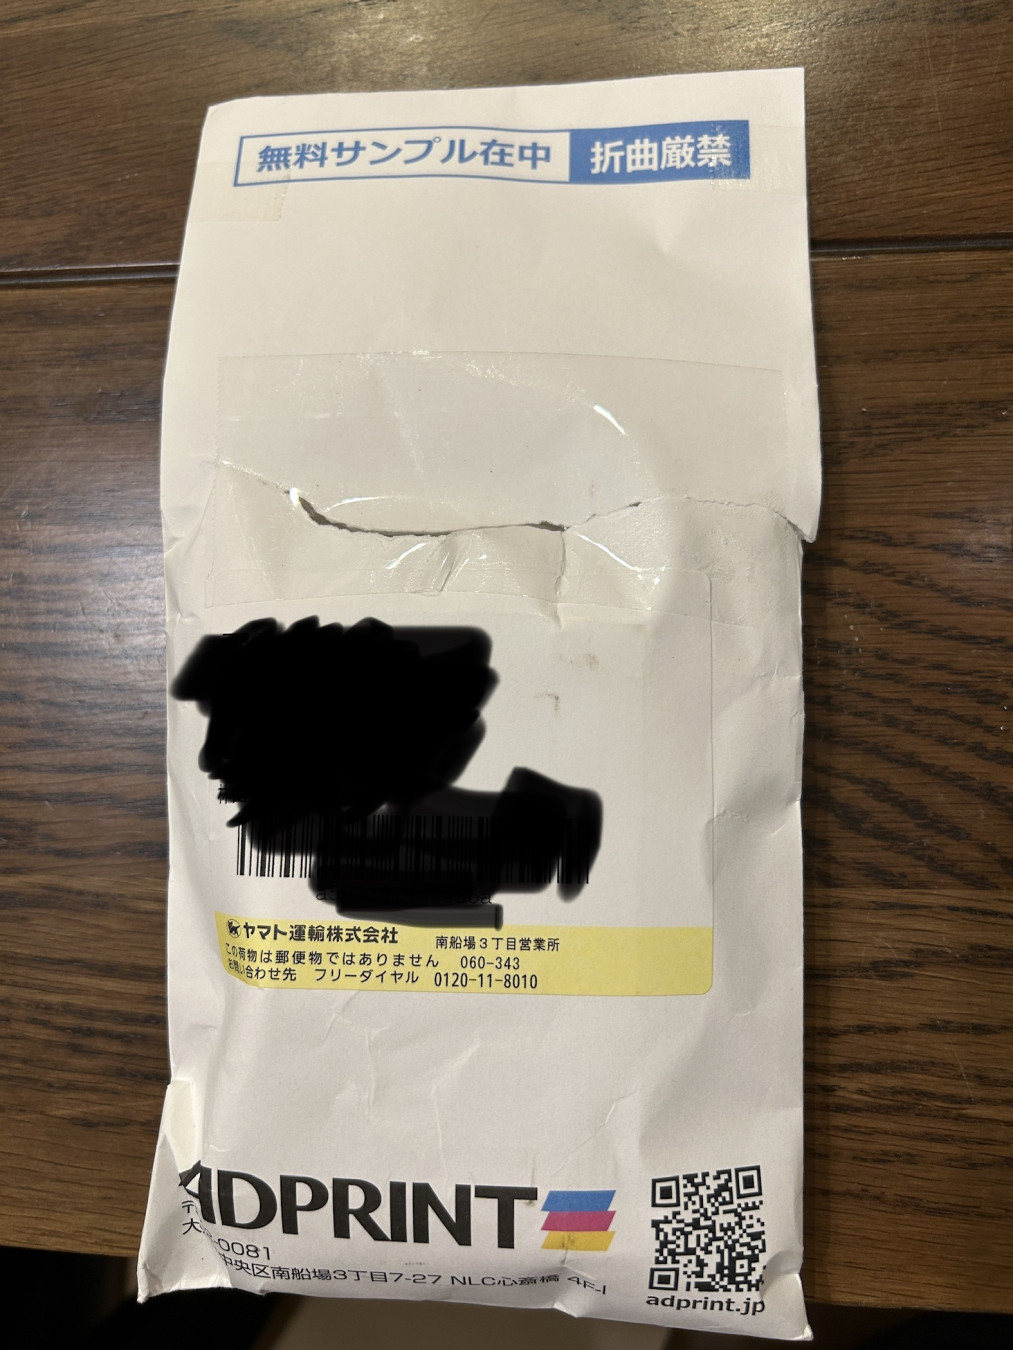 無料サンプル在中 折曲厳禁
ヤマト運輸株式会社 南船場3丁目営業所
この荷物は郵便物ではありません 060-343
お問い合わせ先 フリーダイヤル 0120-11-8010
ADPRINT
〒 -0081
大 中央区南船場3丁目7-27 NLC心斎橋 4F-I
adprint.jp